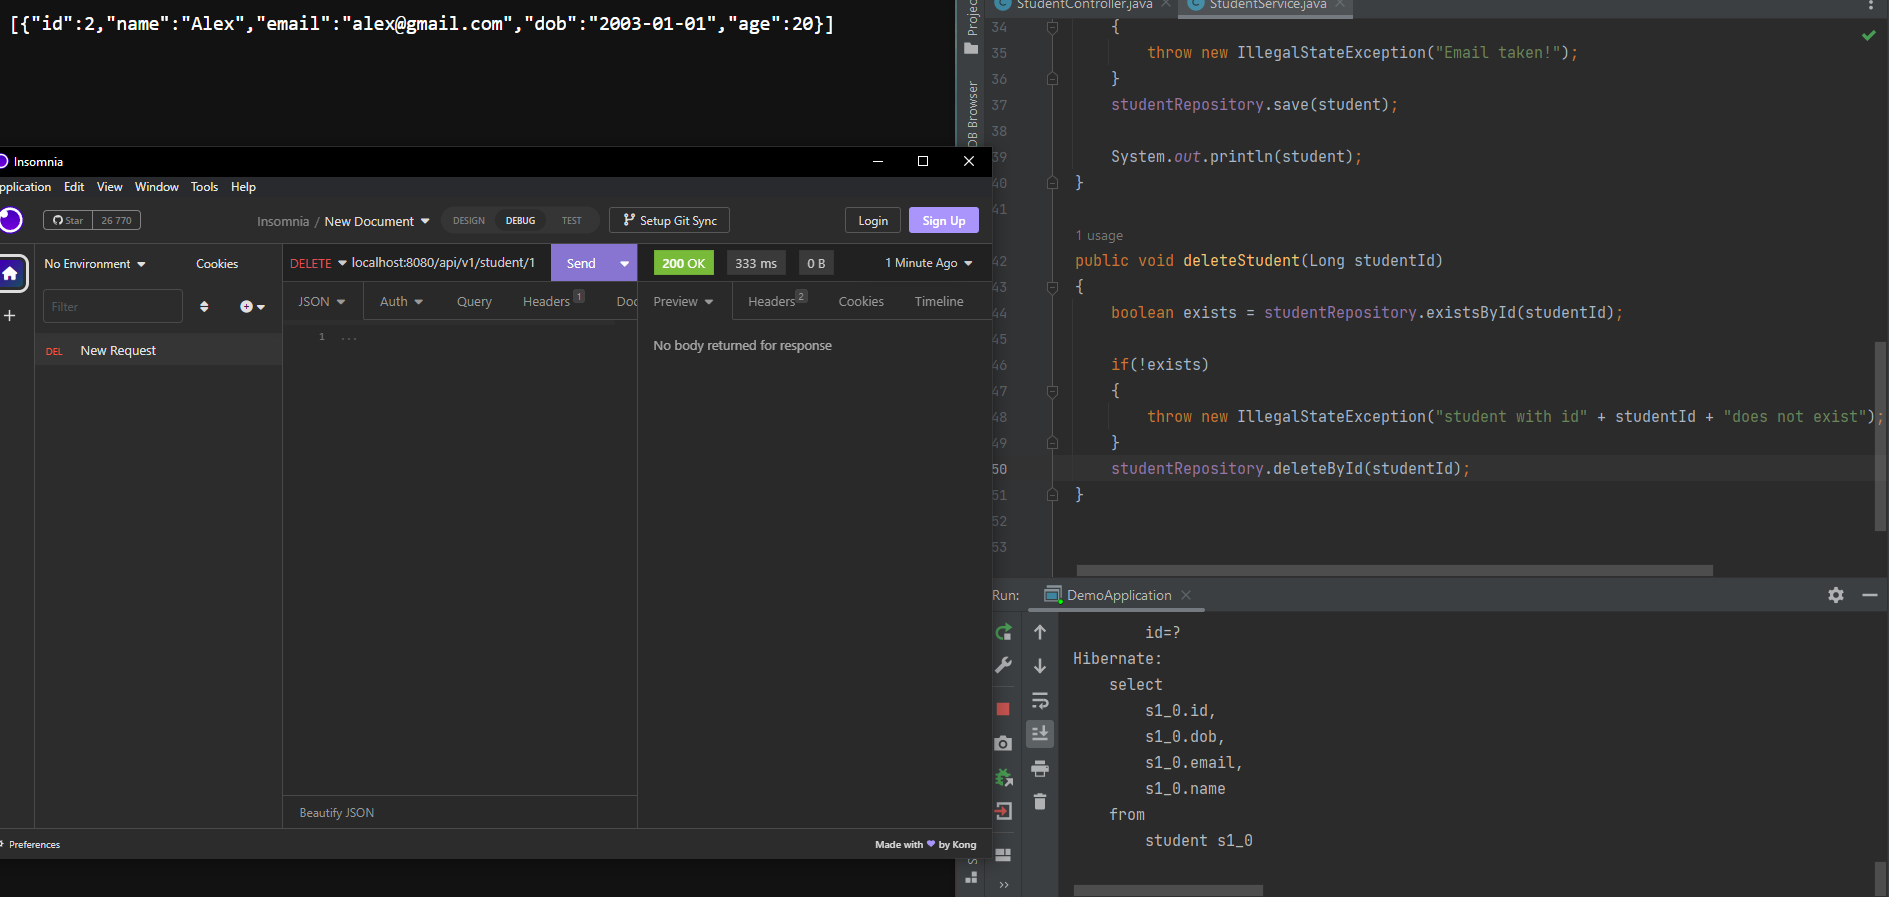 [{"id":2,"name":"Alex","email":"alex@gmail.com","dob":"2003-01-01","age":20}]
Insomnia
pplication Edit View Window Tools Help
Star 26 770
Insomnia / New Document
DESIGN DEBUG TEST
Setup Git Sync
Login
Sign Up
No Environment
Cookies
Filter
DEL New Request
DELETE localhost:8080/api/v1/student/1
Send
JSON Auth Query Headers 1 Doc
1 ...
Beautify JSON
200 OK 333 ms 0 B 1 Minute Ago
Preview Headers 2 Cookies Timeline
No body returned for response
Preferences
Made with ♥ by Kong
Projec
DB Browser
StudentController.java
StudentService.java
34 {
35 throw new IllegalStateException("Email taken!");
36 }
37 studentRepository.save(student);
38
39 System.out.println(student);
40 }
41
1 usage
42 public void deleteStudent(Long studentId)
43 {
44 boolean exists = studentRepository.existsById(studentId);
45
46 if(!exists)
47 {
48 throw new IllegalStateException("student with id" + studentId + "does not exist");
49 }
50 studentRepository.deleteById(studentId);
51 }
52
53
Run: DemoApplication
id=?
Hibernate:
select
s1_0.id,
s1_0.dob,
s1_0.email,
s1_0.name
from
student s1_0